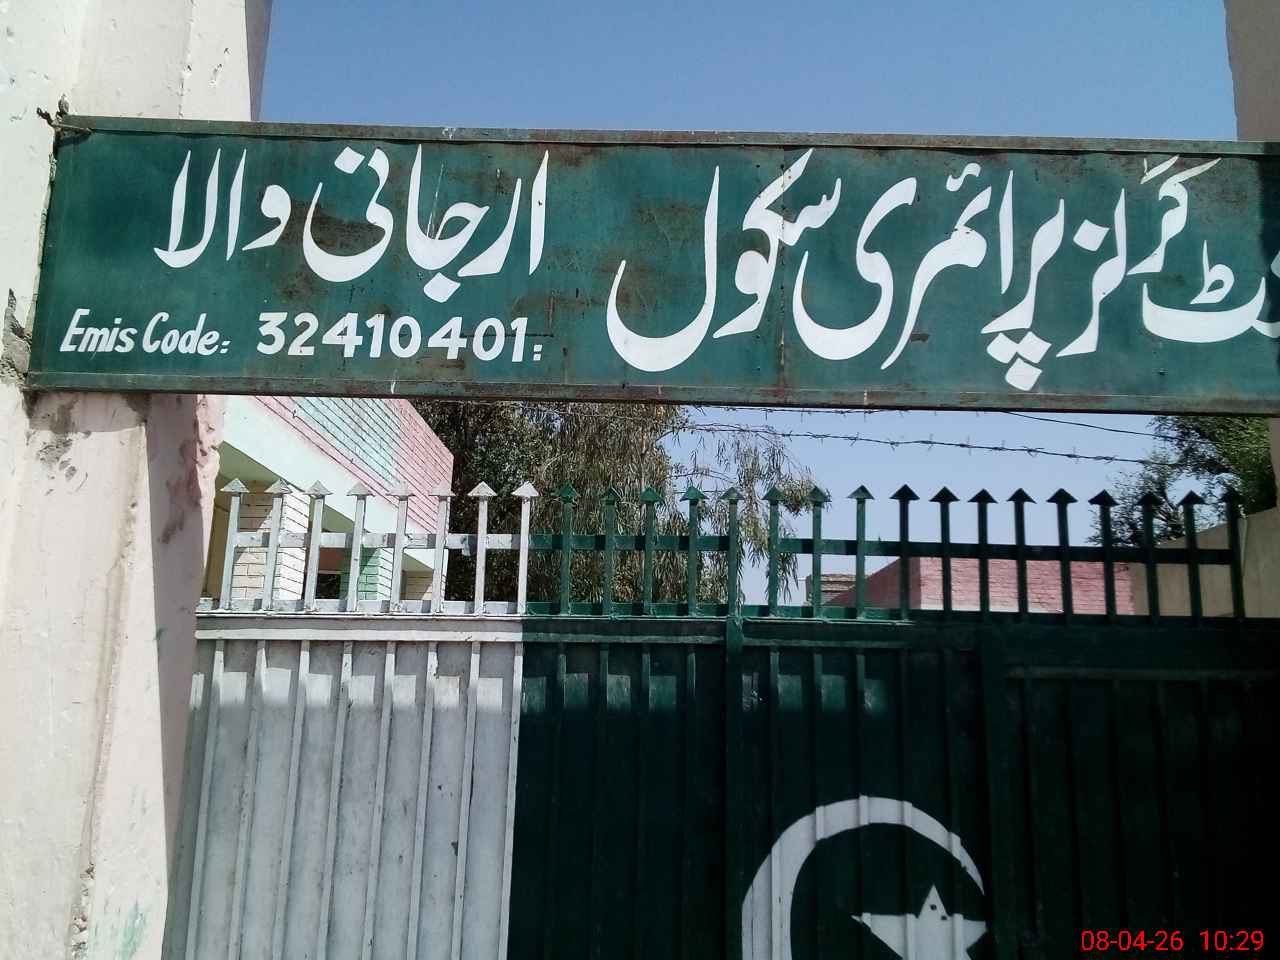 گرلز پرائمری سکول ارجانی والا
Emis Code: 32410401:
08-04-26 10:29